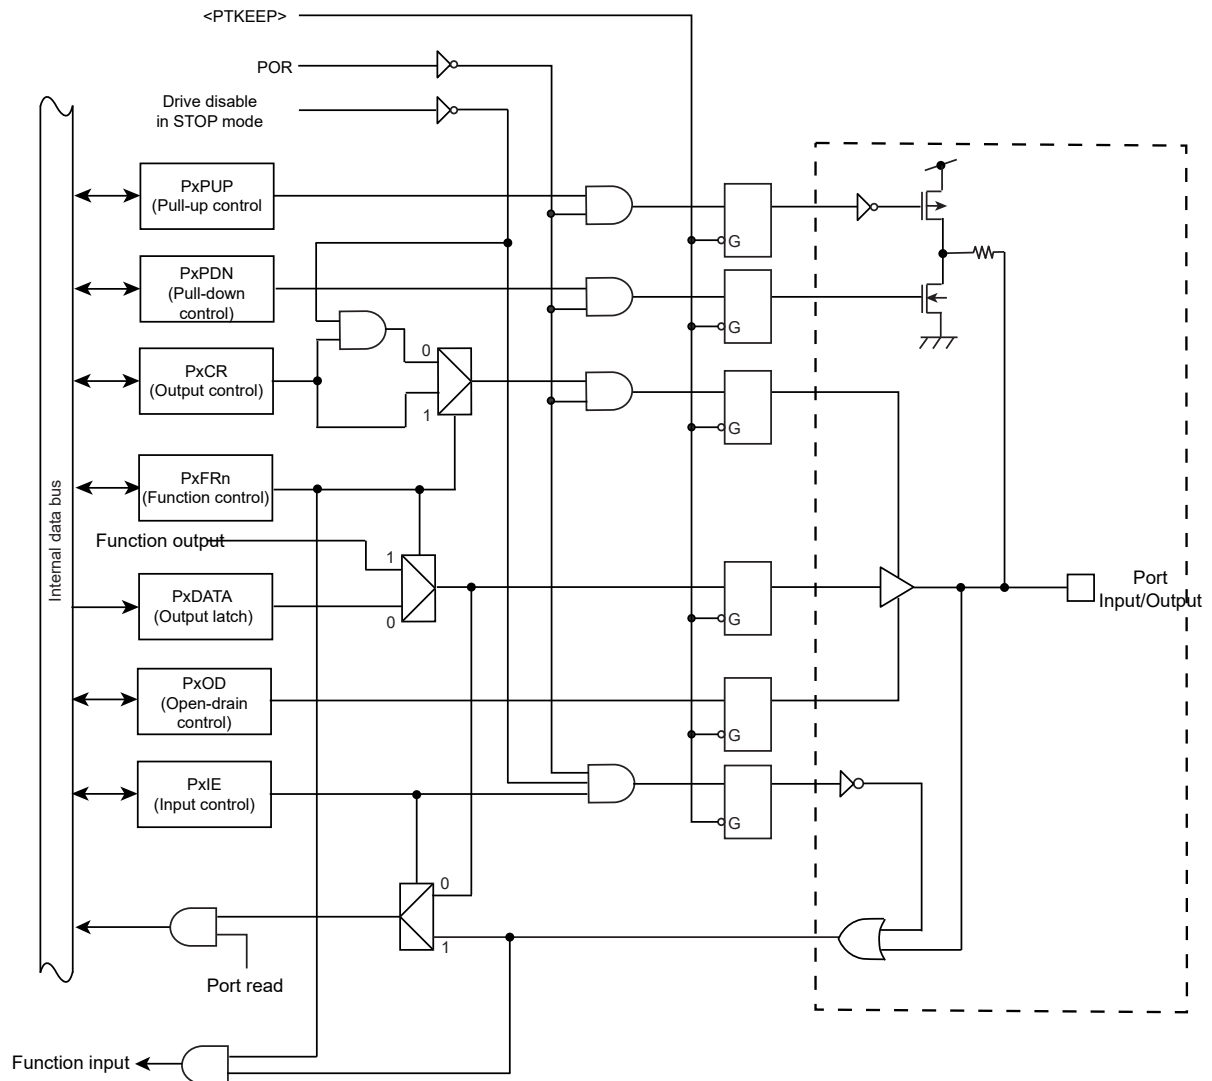 <PTKEEP>
POR
Drive disable
in STOP mode
PxPUP
(Pull-up control
G
PxPDN
(Pull-down
control)
G
PxCR
(Output control)
0
1
G
PxFRn
(Function control)
Internal data bus
Function output
1
0
PxDATA
(Output latch)
G
Port
Input/Output
PxOD
(Open-drain
control)
G
PxIE
(Input control)
G
0
1
Port read
Function input